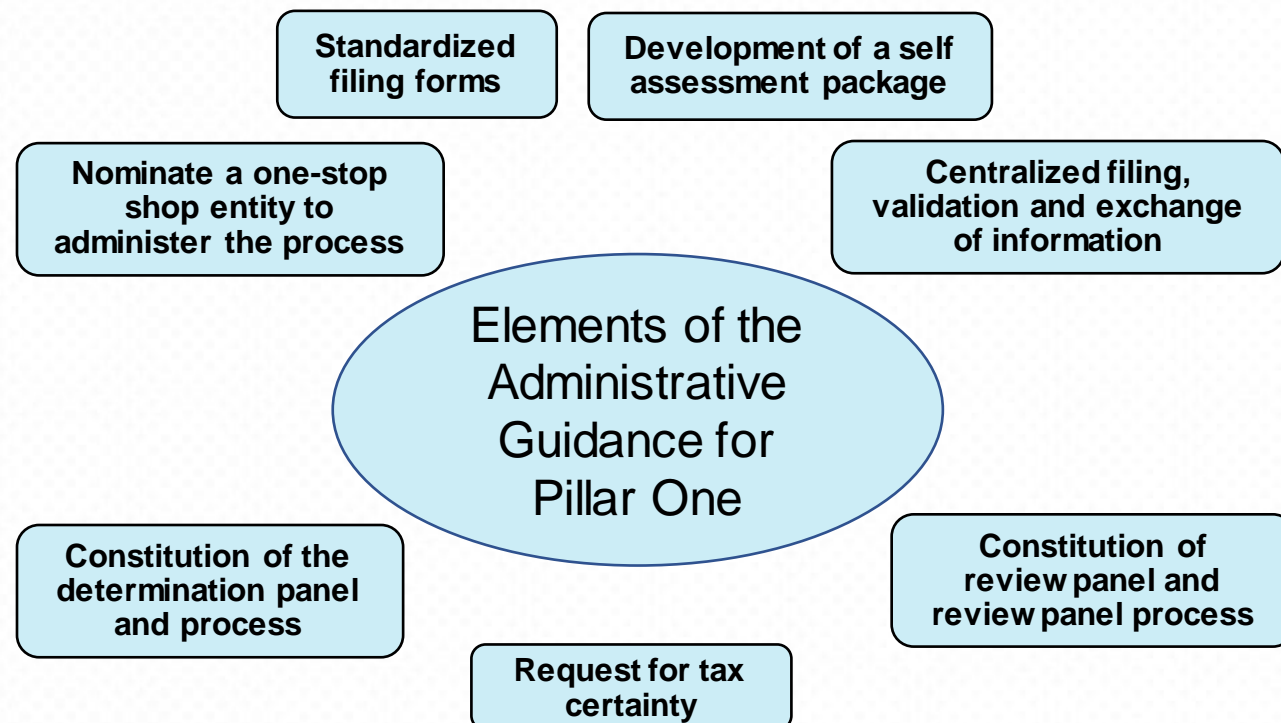 Standardized
filing forms
Development of a self
assessment package
Nominate a one-stop
shop entity to
administer the process
Centralized filing,
validation and exchange
of information
Elements of the
Administrative
Guidance for
Pillar One
Constitution of the
determination panel
and process
Constitution of
review panel and
review panel process
Request for tax
certainty